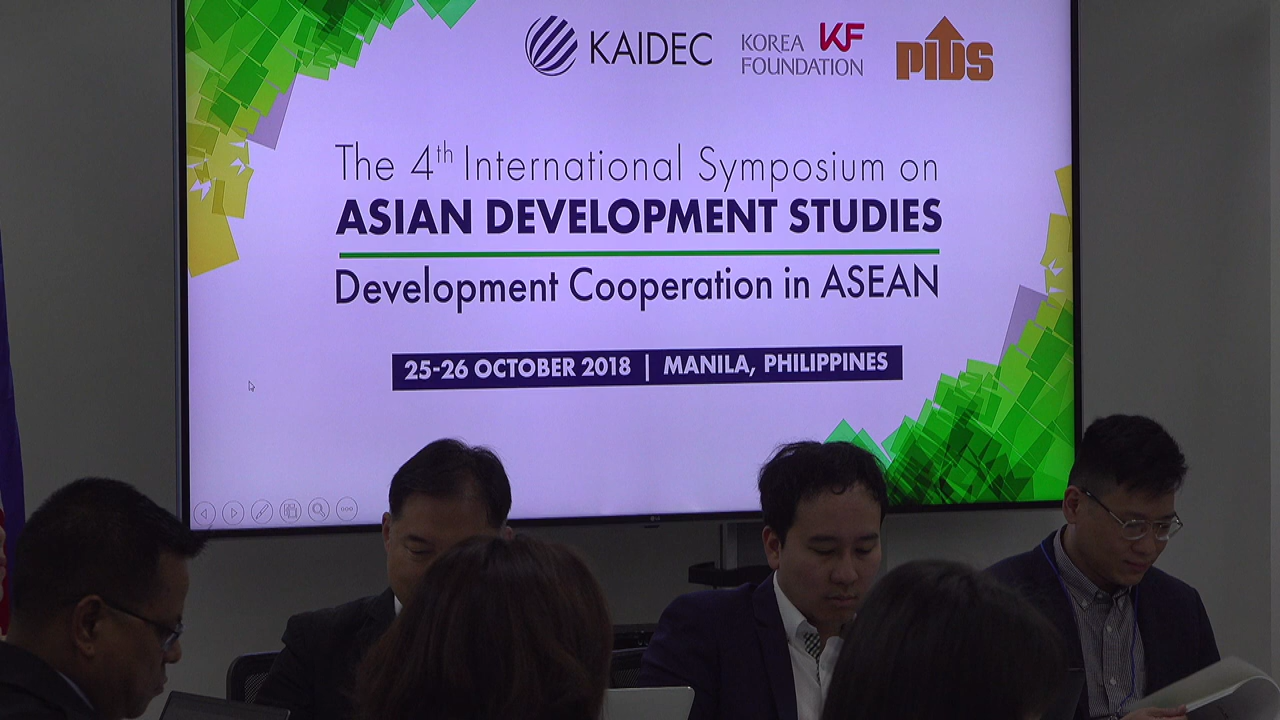 KAIDEC
KOREA KF
FOUNDATION
PIDS
The 4th International Symposium on
ASIAN DEVELOPMENT STUDIES
Development Cooperation in ASEAN
25-26 OCTOBER 2018 | MANILA, PHILIPPINES
LG